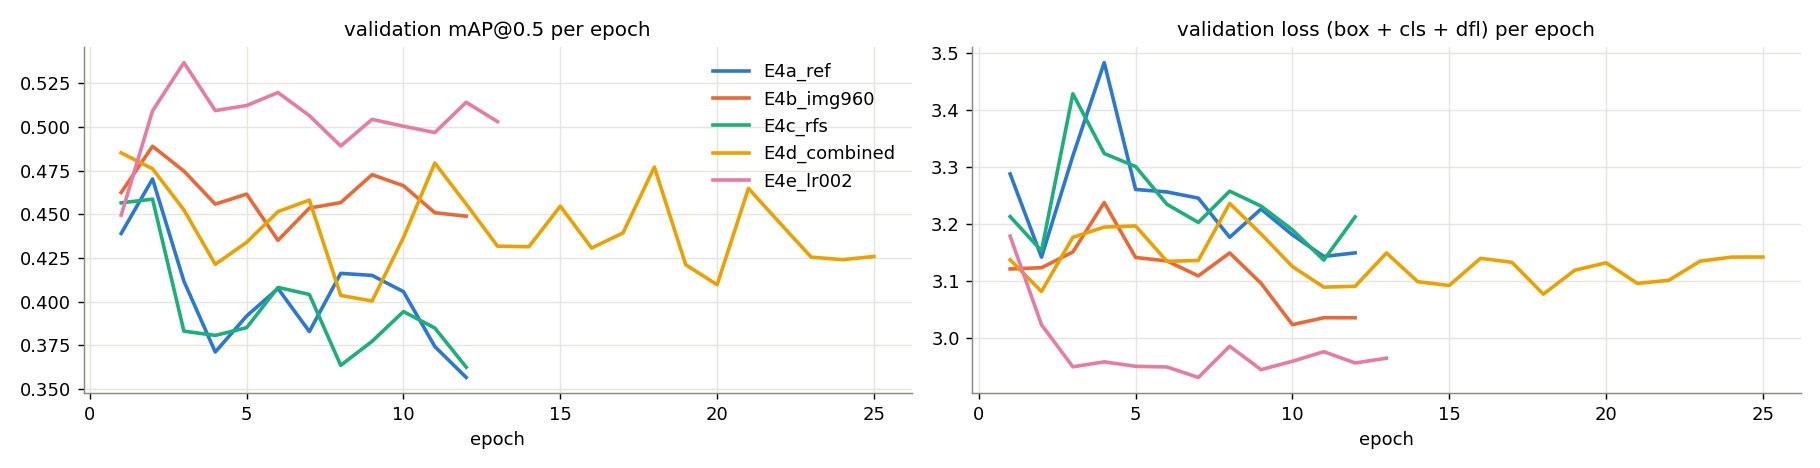 validation mAP@0.5 per epoch
0.525
0.500
0.475
0.450
0.425
0.400
0.375
0.350
0
5
10
15
20
25
epoch
E4a_ref
E4b_img960
E4c_rfs
E4d_combined
E4e_lr002
validation loss (box + cls + dfl) per epoch
3.5
3.4
3.3
3.2
3.1
3.0
0
5
10
15
20
25
epoch